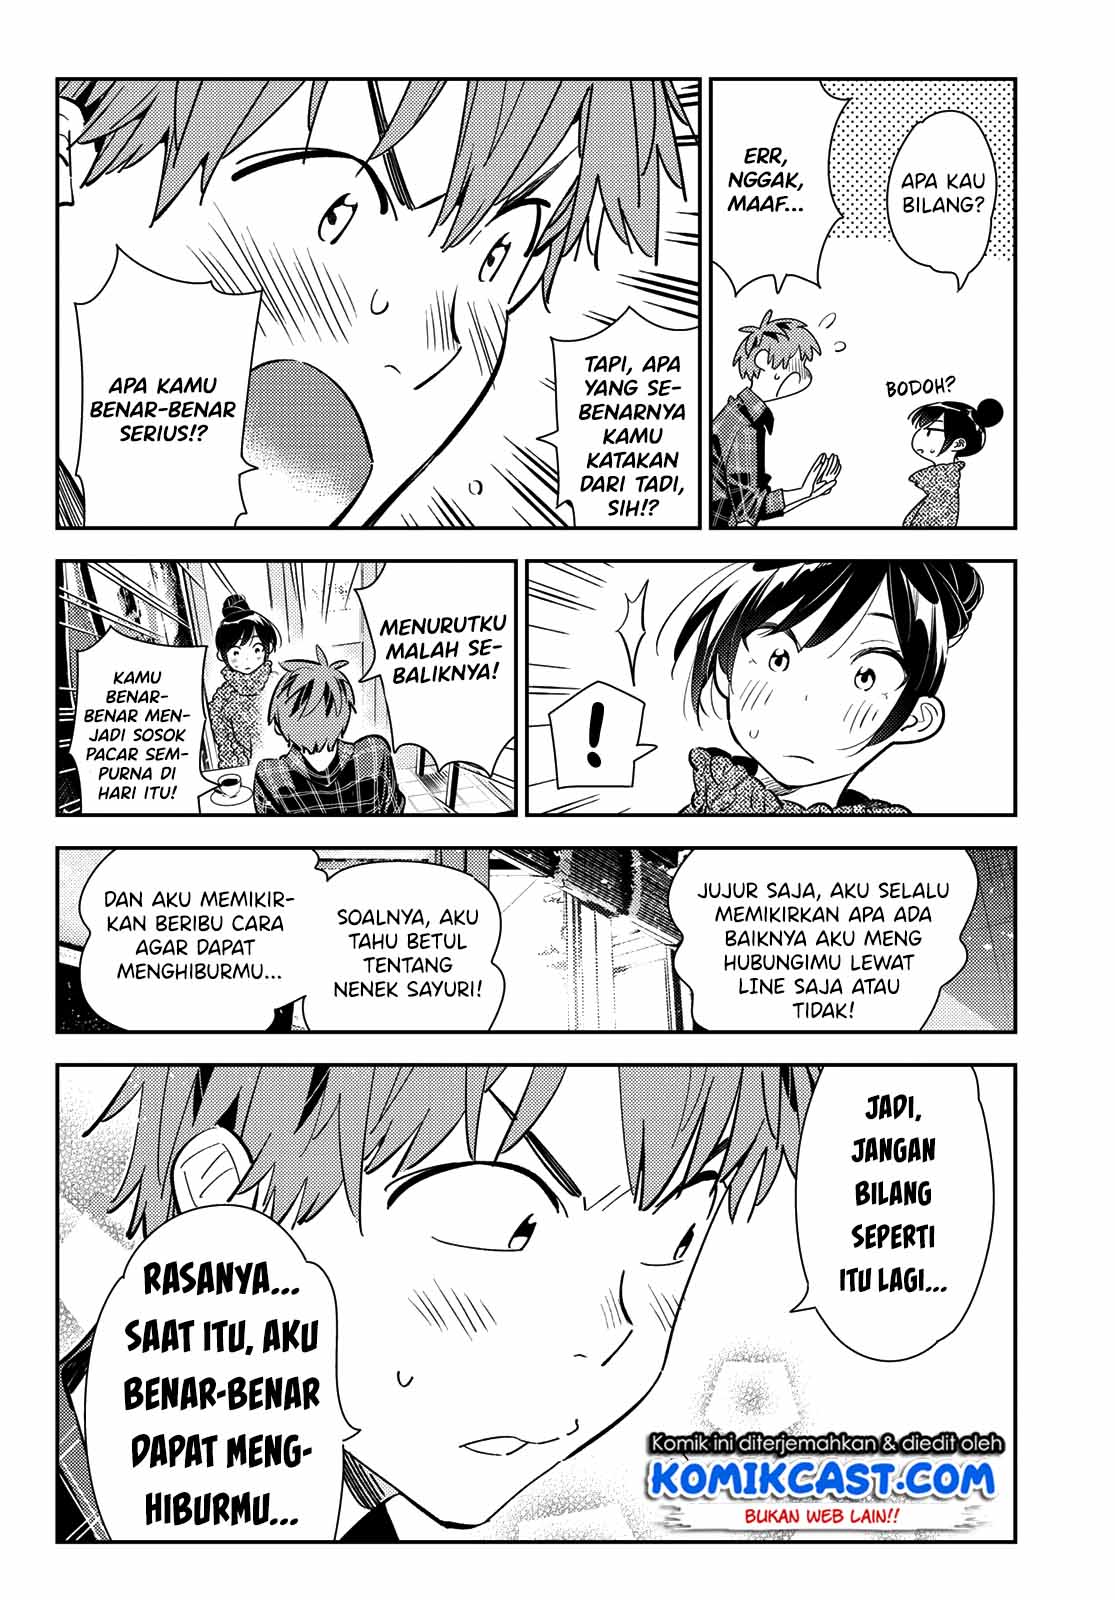 APA KAU
BILANG?
ERR,
NGGAK,
MAAF...
BODOH?
TAPI, APA
YANG SE-
BENARNYA
KAMU
KATAKAN
DARI TADI,
SIH!?
APA KAMU
BENAR-BENAR
SERIUS!?
!
MENURUTKU
MALAH SE-
BALIKNYA!
KAMU
BENAR-
BENAR MEN-
JADI SOSOK
PACAR SEM-
PURNA DI
HARI ITU!
JUJUR SAJA, AKU SELALU
MEMIKIRKAN APA ADA
BAIKNYA AKU MENG
HUBUNGIMU LEWAT
LINE SAJA ATAU
TIDAK!
SOALNYA, AKU
TAHU BETUL
TENTANG
NENEK SAYURI!
DAN AKU MEMIKIR-
KAN BERIBU CARA
AGAR DAPAT
MENGHIBURMU...
JADI,
JANGAN
BILANG
SEPERTI
ITU LAGI...
RASANYA...
SAAT ITU, AKU
BENAR-BENAR
DAPAT MENG-
HIBURMU...
Komik ini diterjemahkan & diedit oleh
KOMIKCAST.COM
BUKAN WEB LAIN!!